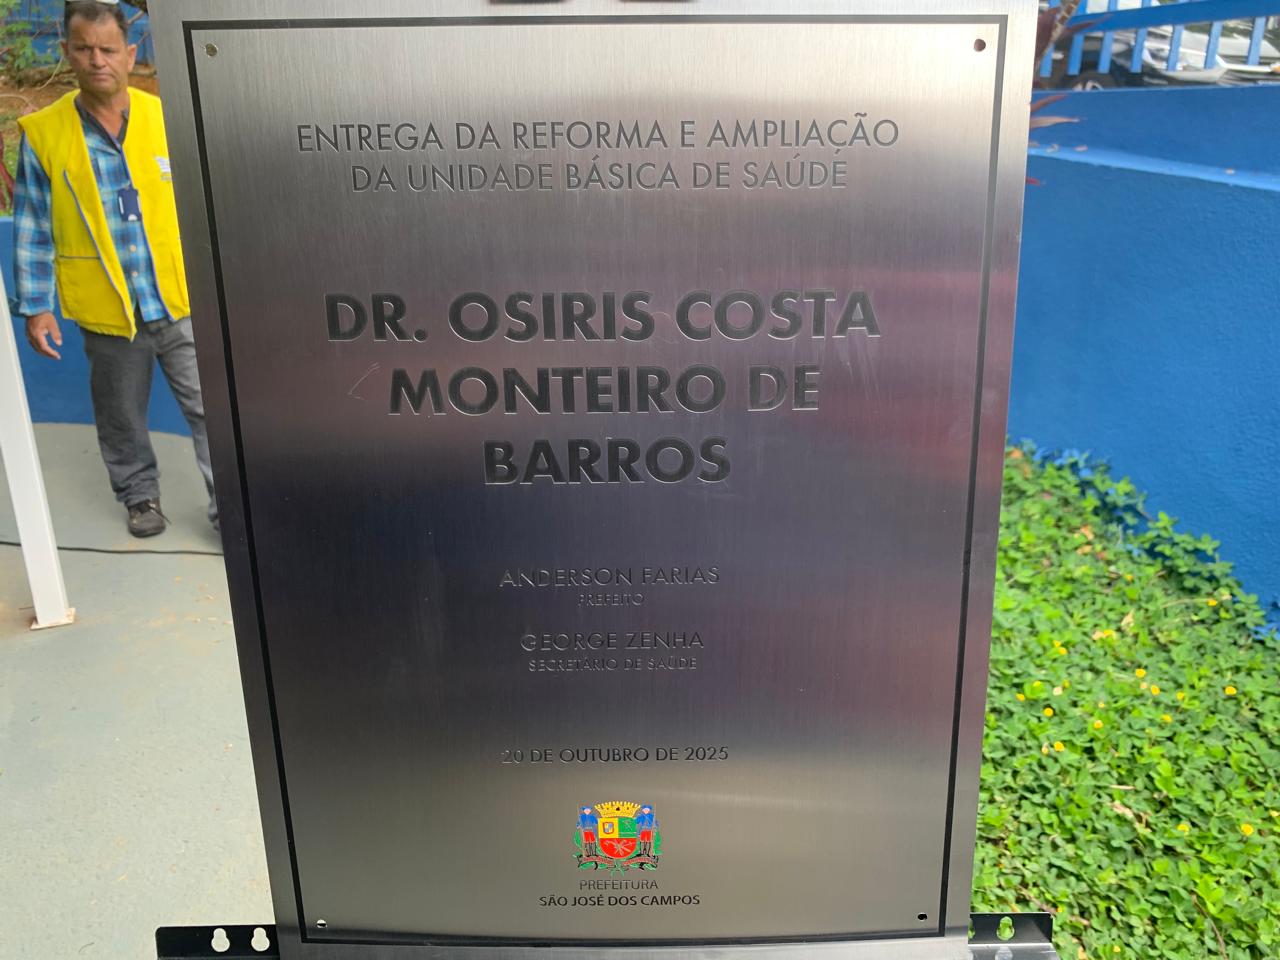 ENTREGA DA REFORMA E AMPLIAÇÃO
DA UNIDADE BÁSICA DE SAÚDE
DR. OSIRIS COSTA
MONTEIRO DE
BARROS
ANDERSON FARIAS
PREFEITO
GEORGE ZENHA
SECRETÁRIO DE SAÚDE
20 DE OUTUBRO DE 2025
PREFEITURA
SÃO JOSÉ DOS CAMPOS